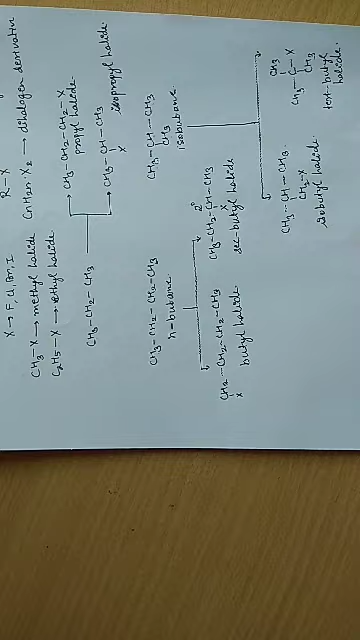 R-X
X → F, Cl, Br, I
CnH2n X2 → dihalogen derivative
CH3-X → methyl halide
C2H5-X → ethyl halide
CH3-CH2-CH3
CH3-CH2-CH2-X
propyl halide
CH3-CH-CH3
X
isopropyl halide
CH3-CH2-CH2-CH3
n-butane
CH2-CH2-CH2-CH3
X
butyl halide
2°
CH3-CH2-CH-CH3
X
sec-butyl halide
CH3-CH-CH3
CH3
isobutane
CH3-CH-CH3
CH2-X
isobutyl halide
CH3
CH3-C-X
CH3
tert-butyl
halide